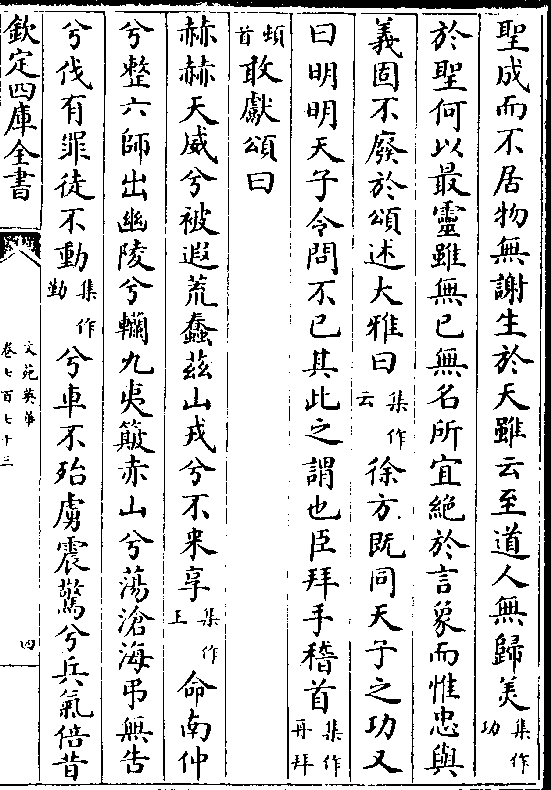 聖成而不居物無謝生於天雖云至道人無歸美集作功
於聖何以最靈雖無已無名所宜絶於言象而惟忠與
義固不廢於頌述大雅曰集作云徐方既同天子之功又
曰明明天子令問不已其此之謂也臣拜手稽首集作再拜
頓首敢獻頌曰
赫赫天威兮被遐荒蠢兹山戎兮不来享集作王命南仲
兮整六師出幽陵兮轥九夷簸赤山兮蕩滄海弔無告
兮伐有罪徒不動集作勤兮車不殆虜震驚兮兵氣倍昔
欽定四庫全書
文苑英華
卷七百七十三
四